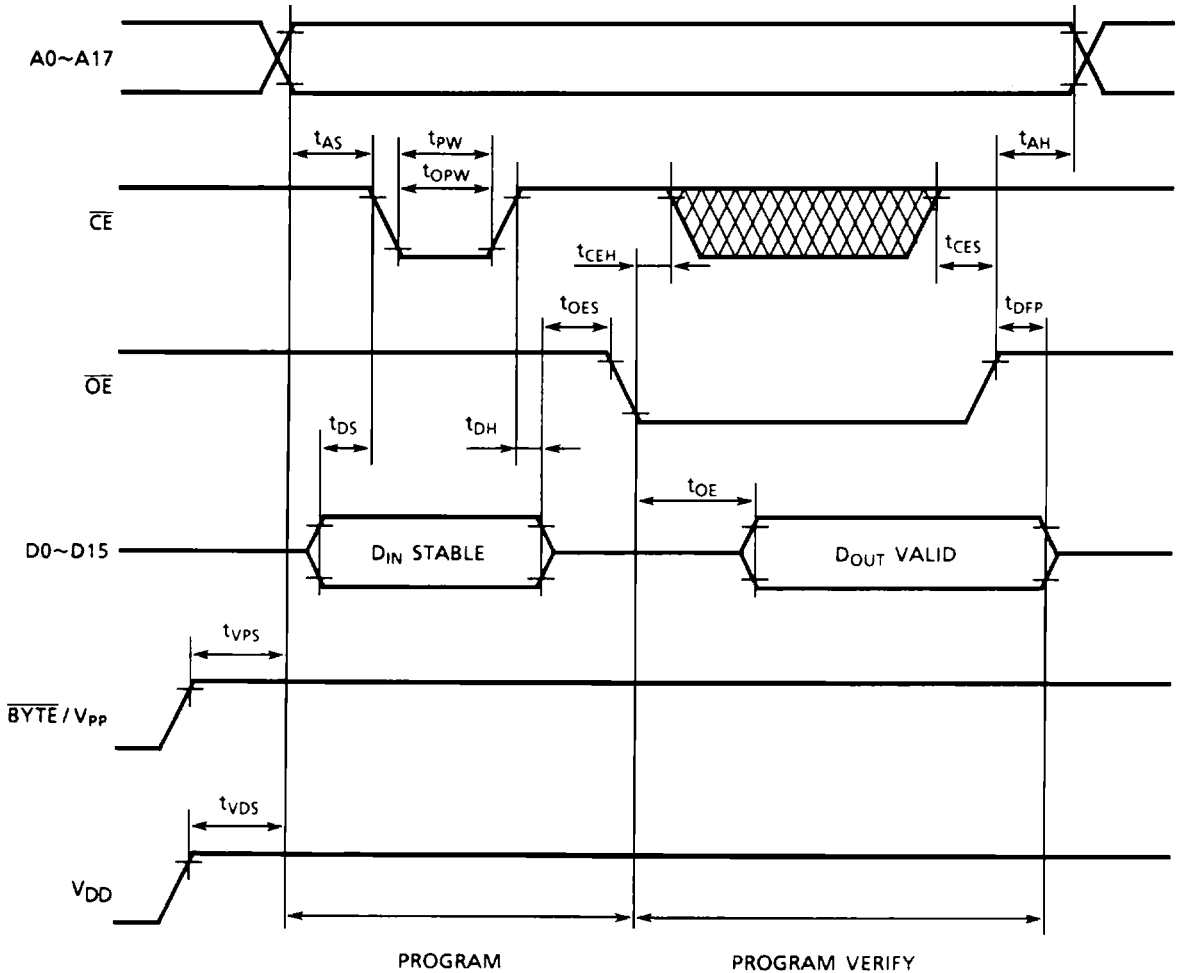 A0~A17
tAS
tPW
tOPW
tAH
CE
tCEH
tCES
tOES
tDFP
OE
tDS
tDH
tOE
D0~D15
DIN STABLE
DOUT VALID
tVPS
BYTE / VPP
tVDS
VDD
PROGRAM
PROGRAM VERIFY